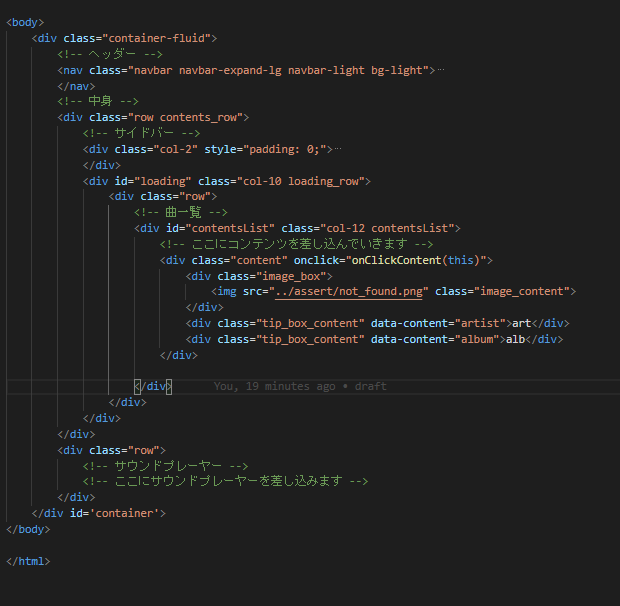 <body>
<div class="container-fluid">
<!-- ヘッダー -->
<nav class="navbar navbar-expand-lg navbar-light bg-light">…
</nav>
<!-- 中身 -->
<div class="row contents_row">
<!-- サイドバー -->
<div class="col-2" style="padding: 0;">…
</div>
<div id="loading" class="col-10 loading_row">
<div class="row">
<!-- 曲一覧 -->
<div id="contentsList" class="col-12 contentsList">
<!-- ここにコンテンツを差し込んでいきます -->
<div class="content" onclick="onClickContent(this)">
<div class="image_box">
<img src="../assert/not_found.png" class="image_content">
</div>
<div class="tip_box_content" data-content="artist">art</div>
<div class="tip_box_content" data-content="album">alb</div>
</div>
</div> You, 19 minutes ago • draft
</div>
</div>
</div>
<div class="row">
<!-- サウンドプレーヤー -->
<!-- ここにサウンドプレーヤーを差し込みます -->
</div>
</div id='container'>
</body>
</html>